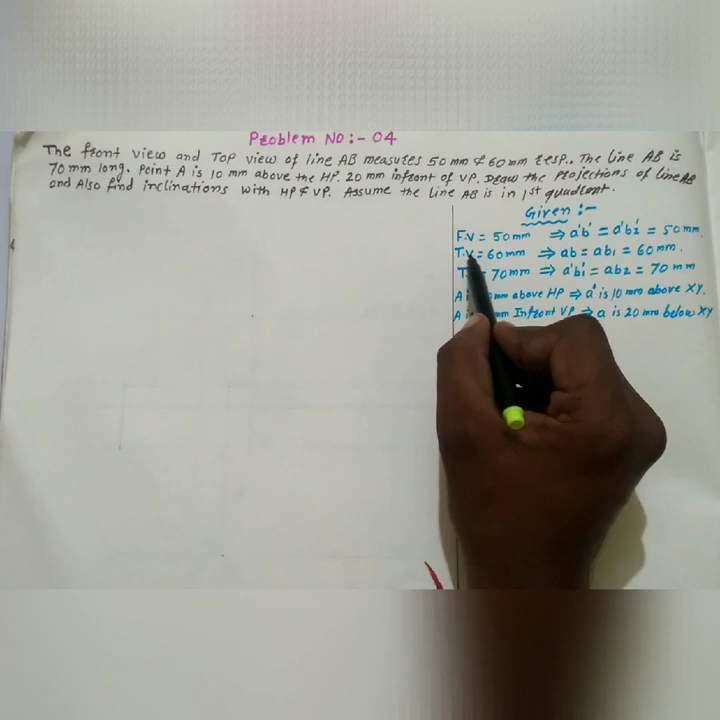 Problem NO:- 04
The front view and Top view of line AB measures 50 mm & 60 mm resp.. The line AB is
70 mm long. Point A is 10 mm above the HP. 20 mm infront of VP. Draw the projections of line AB
and Also find inclinations with HP & VP. Assume the line AB is in 1st quadrant.
Given :-
F.V = 50 mm ⇒ a'b' = a'b2' = 50 mm.
T.V = 60 mm ⇒ ab = ab1 = 60 mm.
= 70 mm ⇒ a'b1' = ab2 = 70 mm
A mm above HP ⇒ a' is 10 mm above XY.
A mm Infront VP ⇒ a is 20 mm below XY